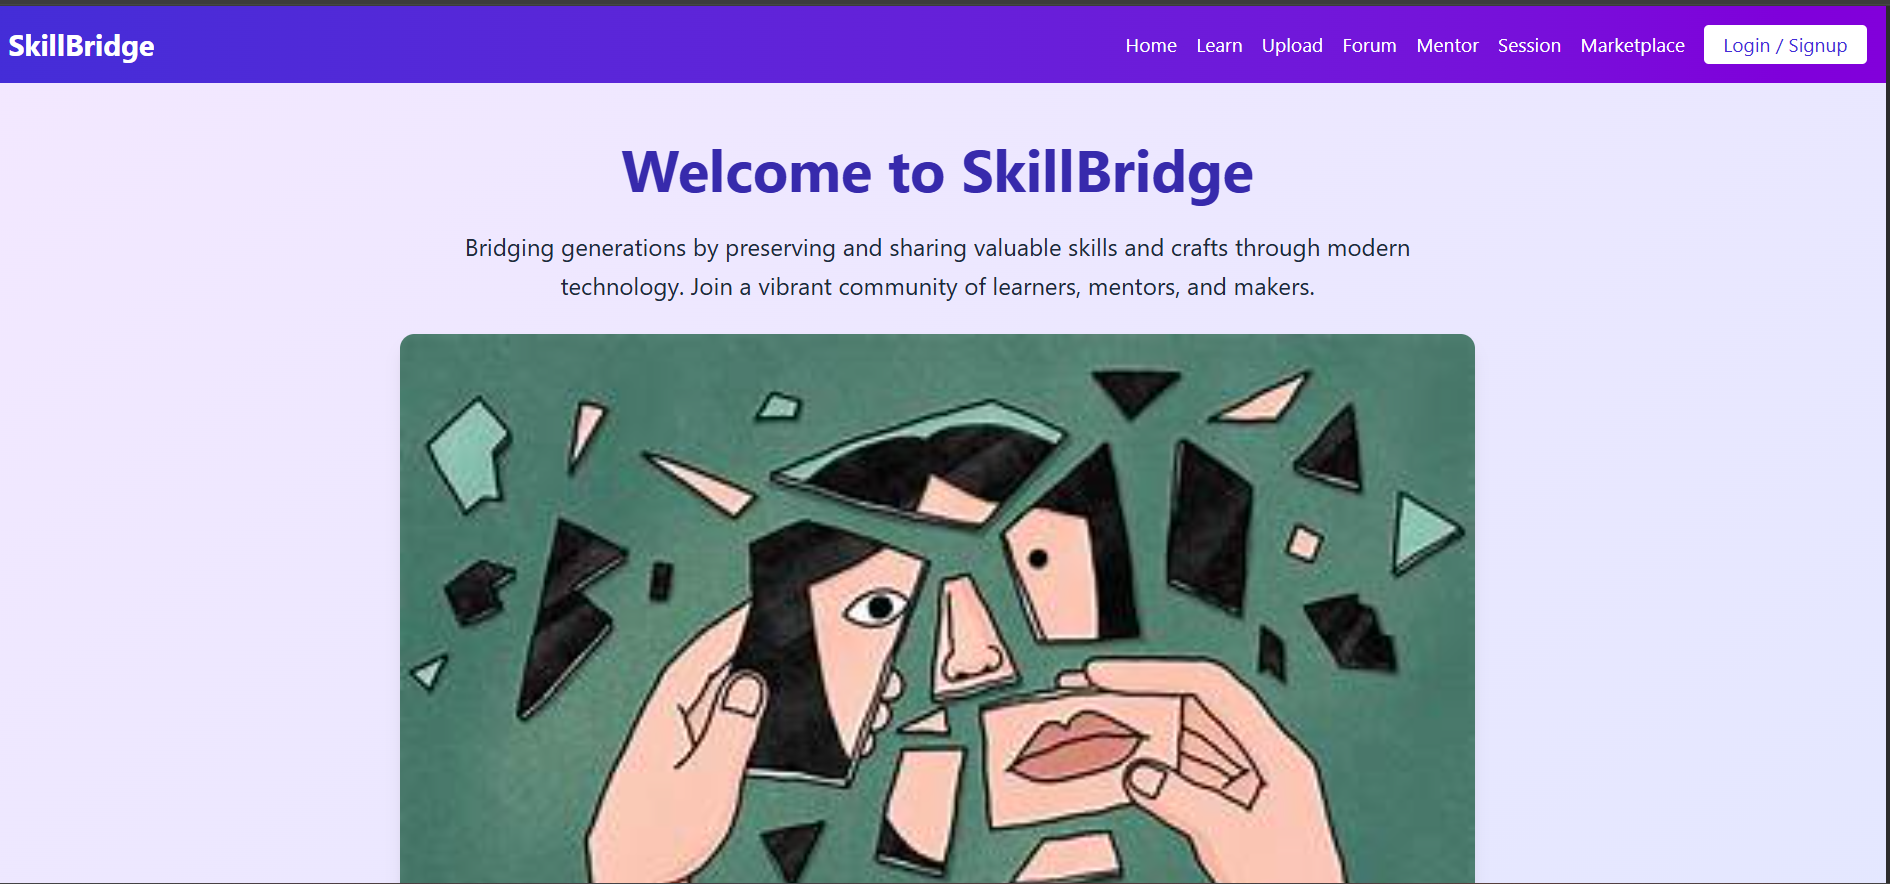 SkillBridge
Home Learn Upload Forum Mentor Session Marketplace Login / Signup
Welcome to SkillBridge
Bridging generations by preserving and sharing valuable skills and crafts through modern
technology. Join a vibrant community of learners, mentors, and makers.